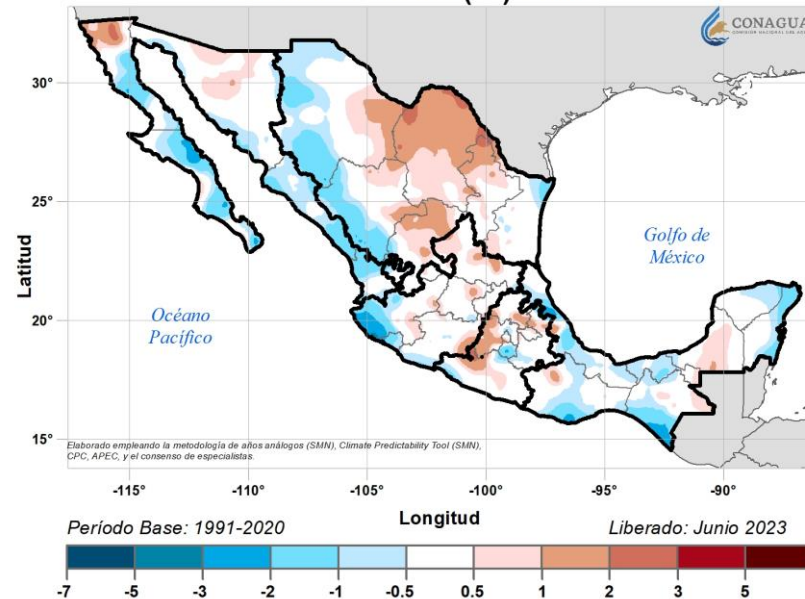 CONAGUA
30°
25°
20°
15°
Latitud
Océano
Pacífico
Golfo de
México
Elaborado empleando la metodología de años análogos (SMN), Climate Predictability Tool (SMN),
CPC, APEC, y el consenso de especialistas.
-115° -110° -105° -100° -95° -90°
Longitud
Período Base: 1991-2020 Liberado: Junio 2023
-7 -5 -3 -2 -1 -0.5 0.5 1 2 3 5